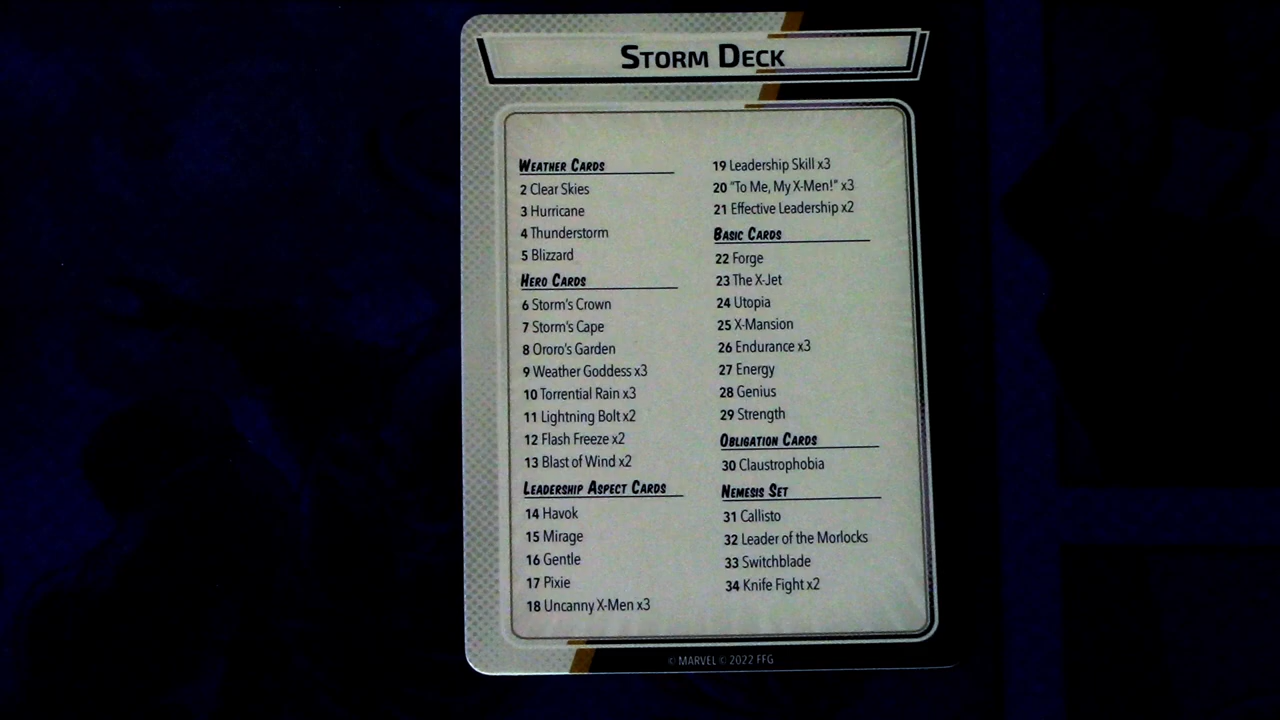 STORM DECK
WEATHER CARDS
2 Clear Skies
3 Hurricane
4 Thunderstorm
5 Blizzard
HERO CARDS
6 Storm's Crown
7 Storm's Cape
8 Ororo's Garden
9 Weather Goddess x3
10 Torrential Rain x3
11 Lightning Bolt x2
12 Flash Freeze x2
13 Blast of Wind x2
LEADERSHIP ASPECT CARDS
14 Havok
15 Mirage
16 Gentle
17 Pixie
18 Uncanny X-Men x3
19 Leadership Skill x3
20 "To Me, My X-Men!" x3
21 Effective Leadership x2
BASIC CARDS
22 Forge
23 The X-Jet
24 Utopia
25 X-Mansion
26 Endurance x3
27 Energy
28 Genius
29 Strength
OBLIGATION CARDS
30 Claustrophobia
NEMESIS SET
31 Callisto
32 Leader of the Morlocks
33 Switchblade
34 Knife Fight x2
© MARVEL © 2022 FFG